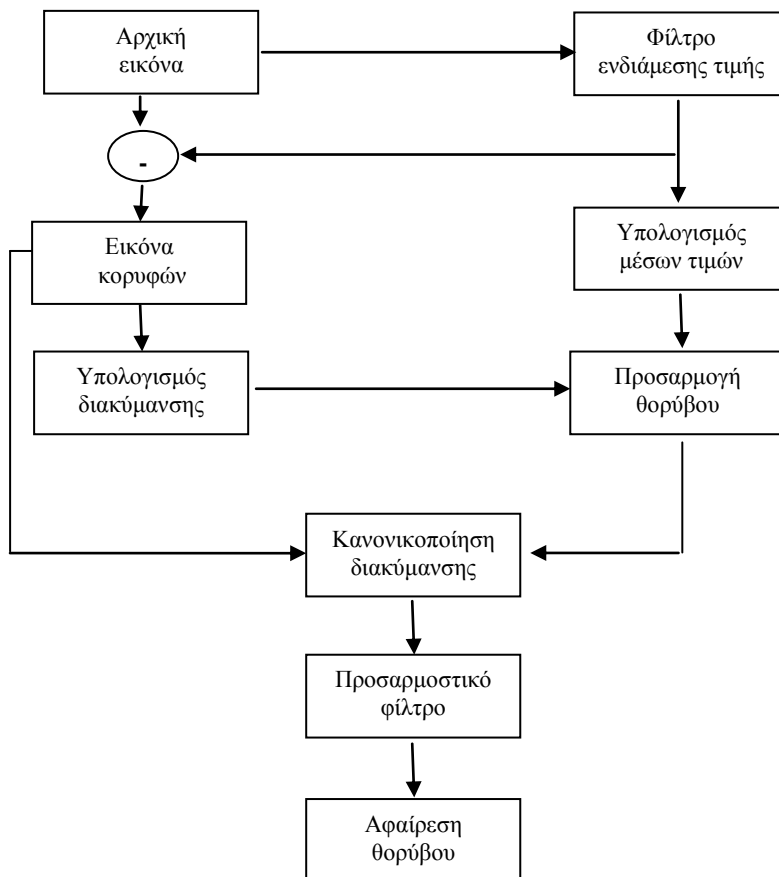 Αρχική
εικόνα
Φίλτρο
ενδιάμεσης τιμής
-
Εικόνα
κορυφών
Υπολογισμός
μέσων τιμών
Υπολογισμός
διακύμανσης
Προσαρμογή
θορύβου
Κανονικοποίηση
διακύμανσης
Προσαρμοστικό
φίλτρο
Αφαίρεση
θορύβου